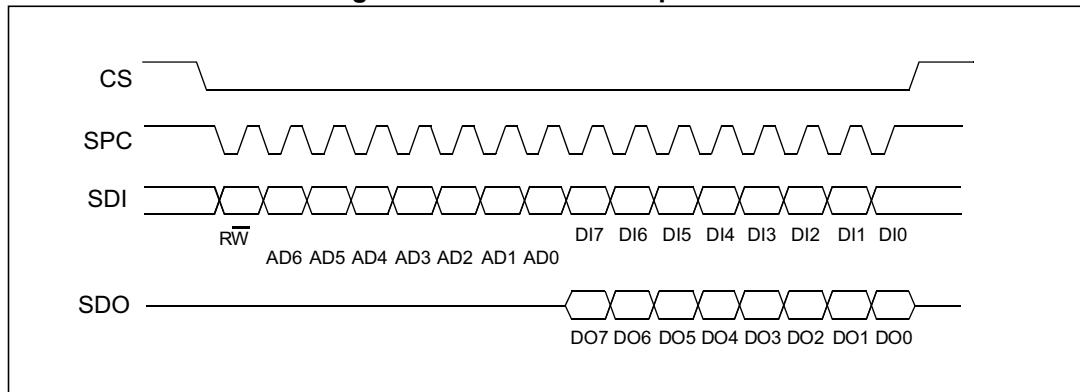 CS
SPC
SDI
RW̅
DI7 DI6 DI5 DI4 DI3 DI2 DI1 DI0
AD6 AD5 AD4 AD3 AD2 AD1 AD0
SDO
DO7 DO6 DO5 DO4 DO3 DO2 DO1 DO0